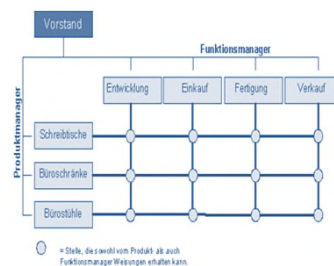 Vorstand
Funktionsmanager
Entwicklung
Einkauf
Fertigung
Verkauf
Produktmanager
Schreibtische
Büroschränke
Bürostühle
= Stelle, die sowohl vom Produkt- als auch
Funktionsmanager Weisungen erhalten kann.